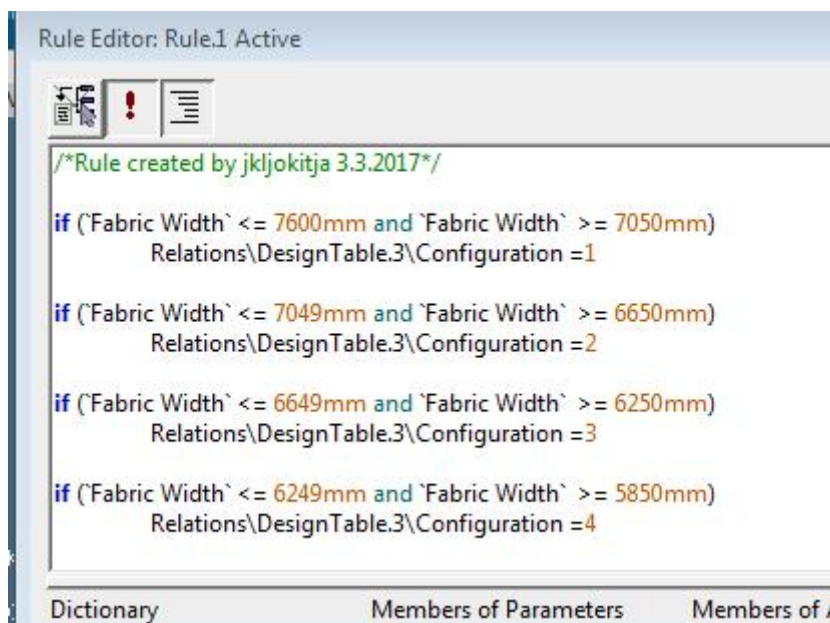 Rule Editor: Rule.1 Active
/*Rule created by jkljokitja 3.3.2017*/
if (`Fabric Width` <= 7600mm and `Fabric Width` >= 7050mm)
Relations\DesignTable.3\Configuration =1
if (`Fabric Width` <= 7049mm and `Fabric Width` >= 6650mm)
Relations\DesignTable.3\Configuration =2
if (`Fabric Width` <= 6649mm and `Fabric Width` >= 6250mm)
Relations\DesignTable.3\Configuration =3
if (`Fabric Width` <= 6249mm and `Fabric Width` >= 5850mm)
Relations\DesignTable.3\Configuration =4
Dictionary Members of Parameters Members of